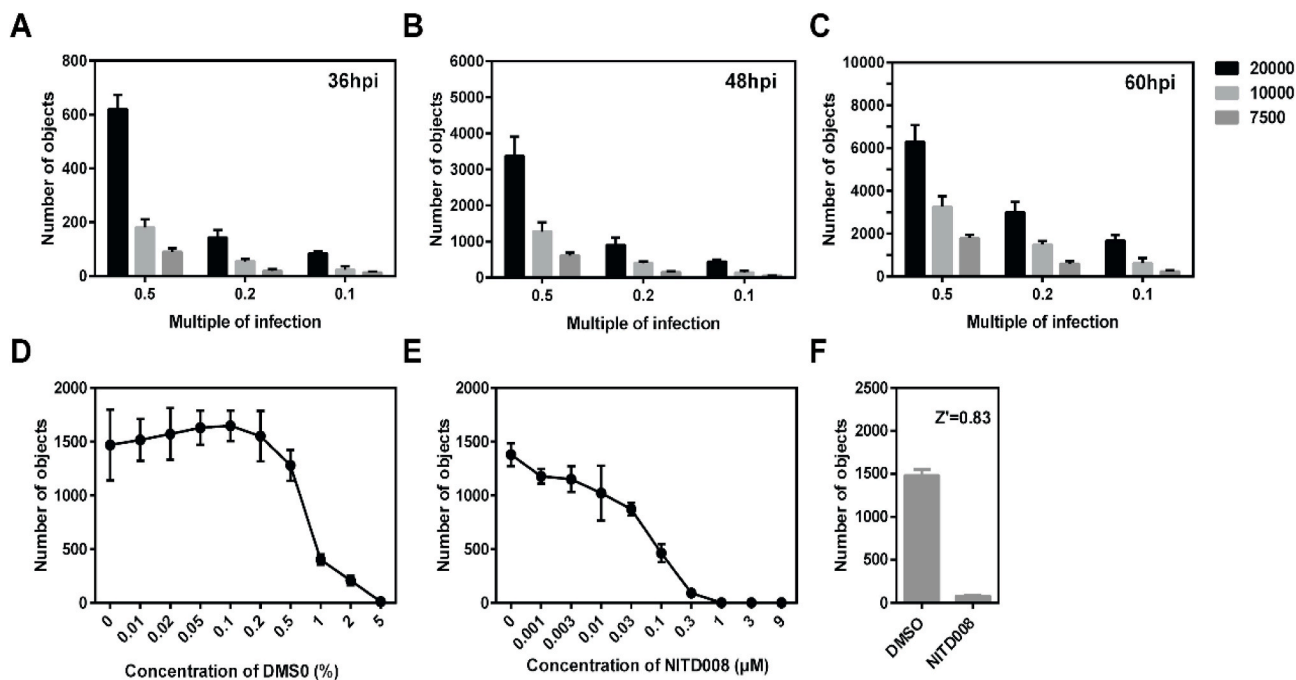 A
B
C
800
600
400
200
0
Number of objects
36hpi
0.5
0.2
0.1
Multiple of infection
6000
5000
4000
3000
2000
1000
0
Number of objects
48hpi
0.5
0.2
0.1
Multiple of infection
10000
8000
6000
4000
2000
0
Number of objects
60hpi
0.5
0.2
0.1
Multiple of infection
20000
10000
7500
D
E
F
2000
1500
1000
500
0
Number of objects
0
0.01
0.02
0.05
0.1
0.2
0.5
1
2
5
Concentration of DMS0 (%)
2000
1500
1000
500
0
Number of objects
0
0.001
0.003
0.01
0.03
0.1
0.3
1
3
9
Concentration of NITD008 (μM)
2500
2000
1500
1000
500
0
Number of objects
Z'=0.83
DMSO
NITD008